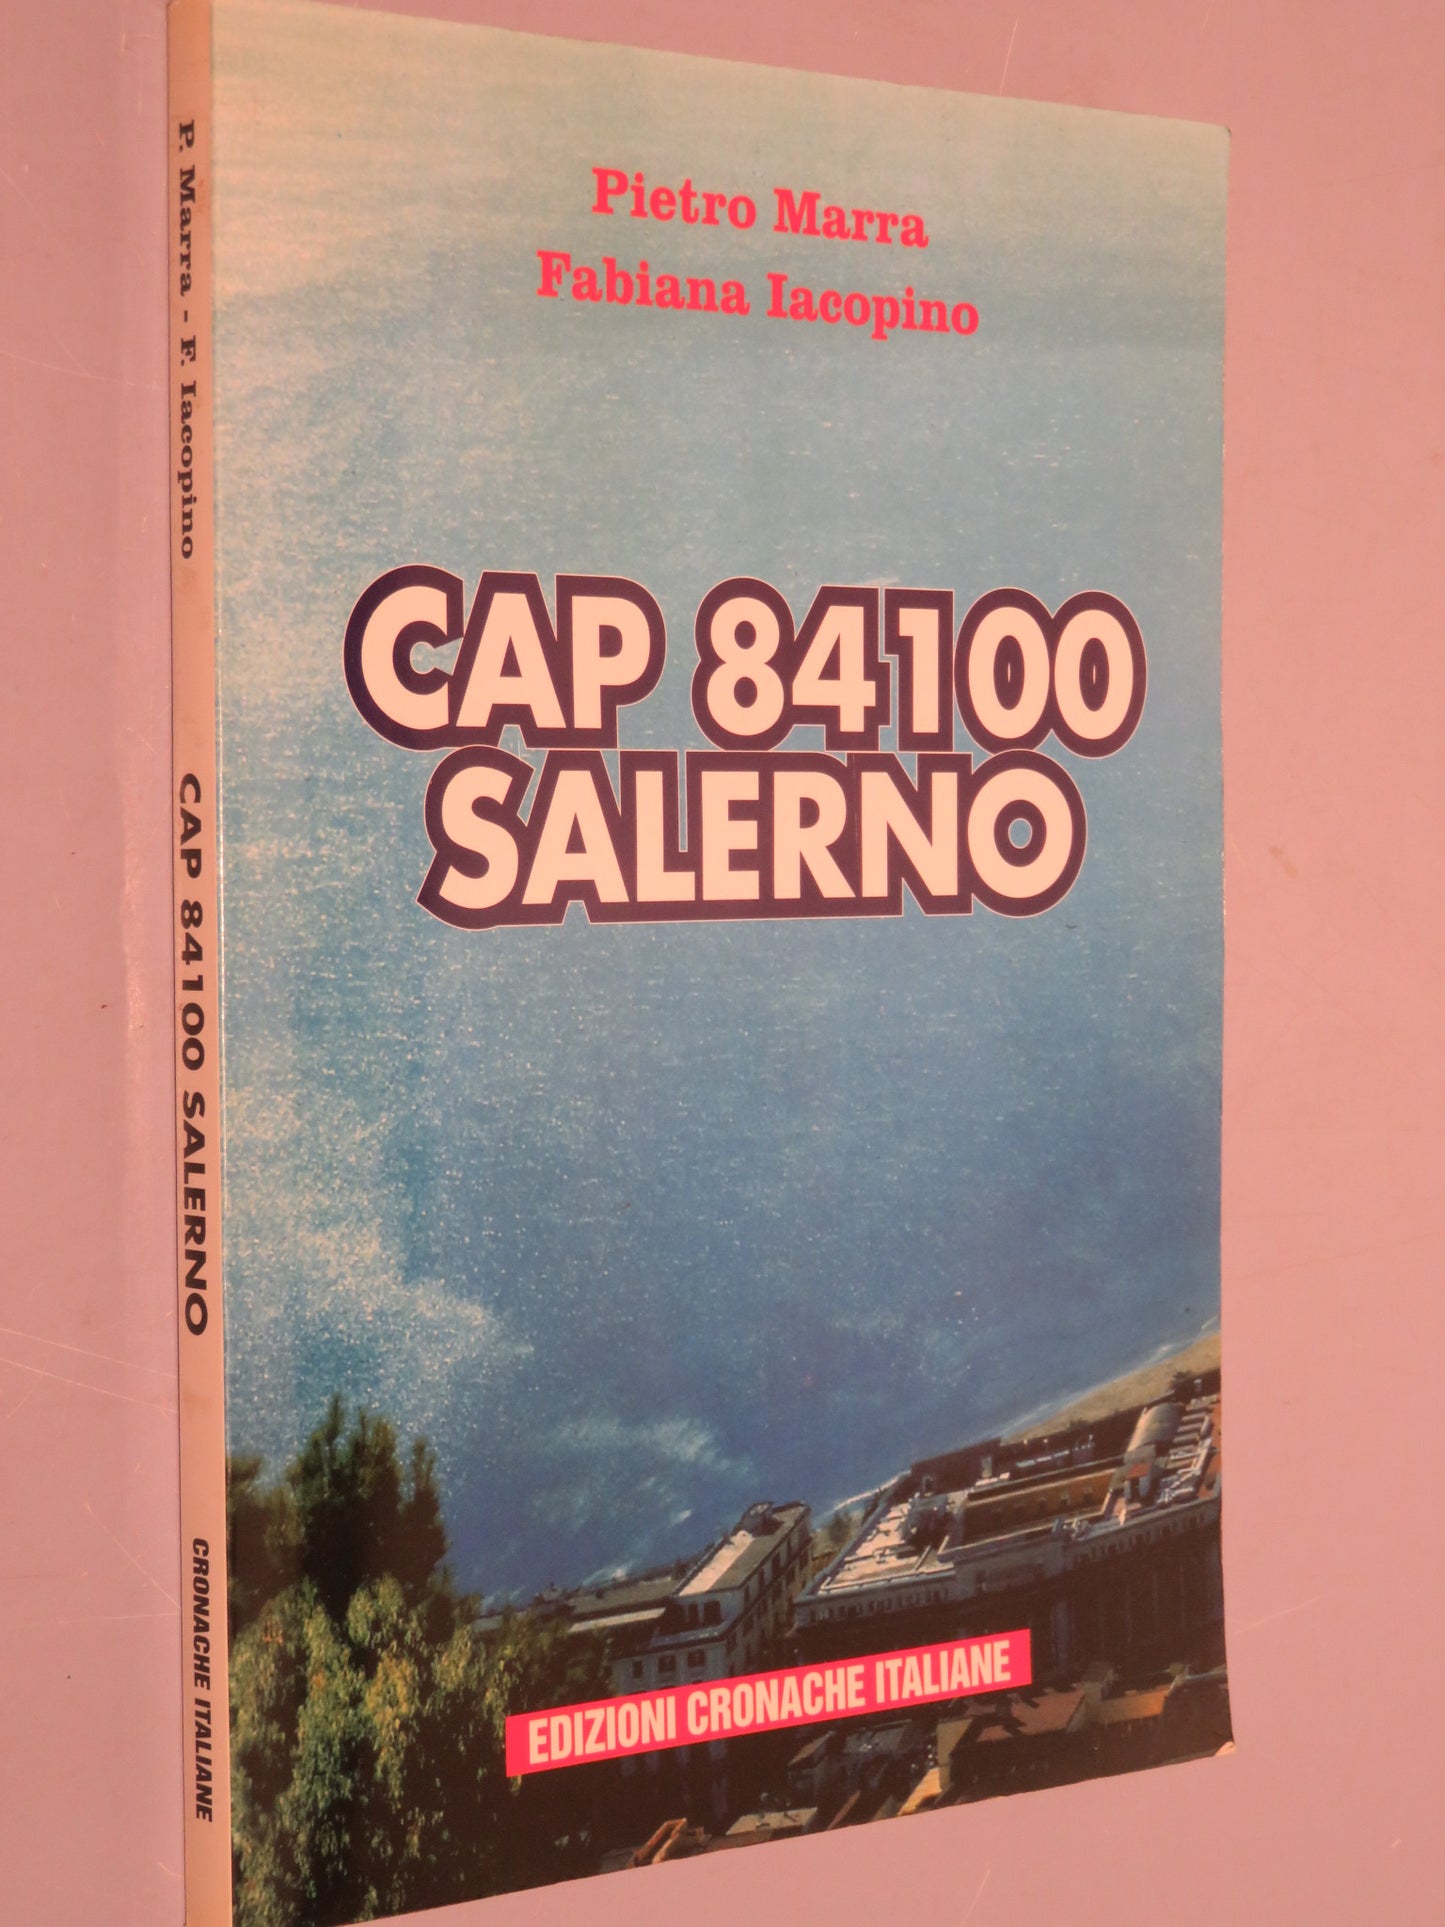 P. Marra - F. Iacopino
CAP 84100 SALERNO
CRONACHE ITALIANE
Pietro Marra
Fabiana Iacopino
CAP 84100
SALERNO
EDIZIONI CRONACHE ITALIANE